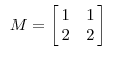 M = [ 1 1
2 2 ]